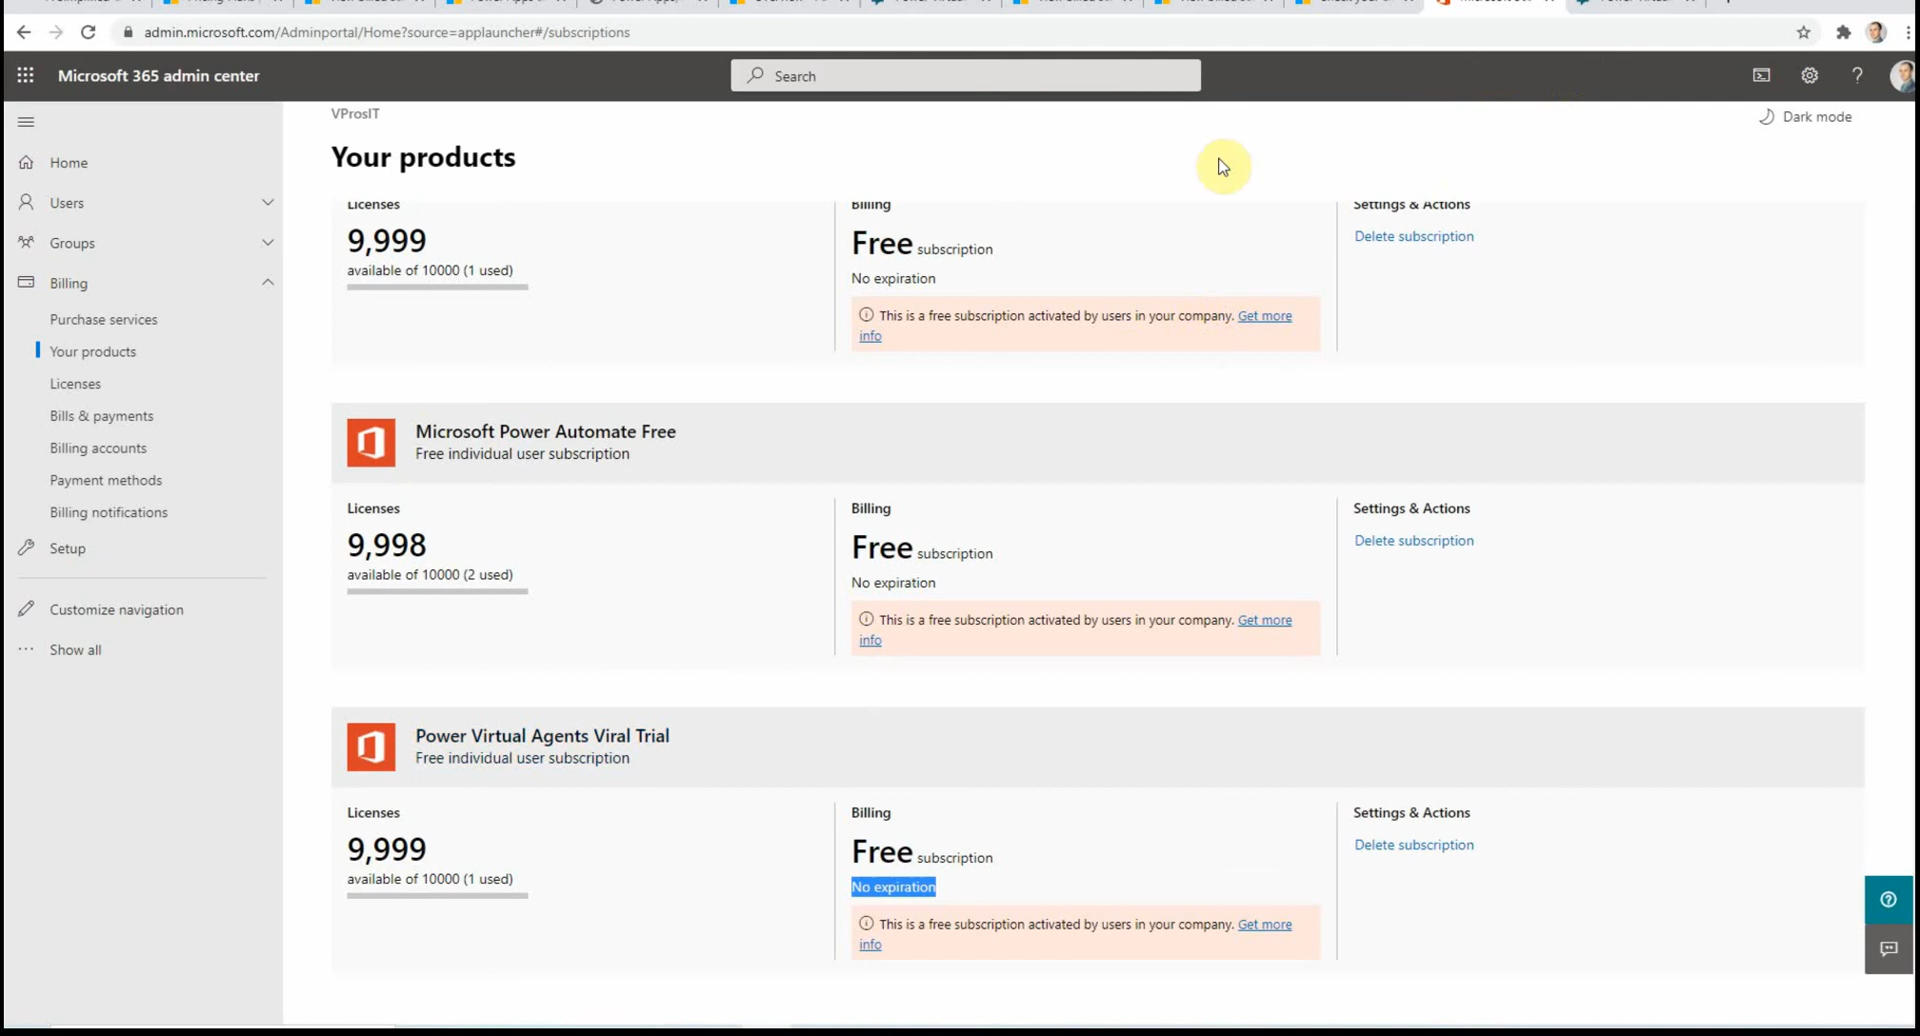 admin.microsoft.com/Adminportal/Home?source=applauncher#/subscriptions
Microsoft 365 admin center
Search
VProsIT
Dark mode
Your products
Home
Users
Groups
Billing
Purchase services
Your products
Licenses
Bills & payments
Billing accounts
Payment methods
Billing notifications
Setup
Customize navigation
Show all
Licenses
9,999
available of 10000 (1 used)
Billing
Free subscription
No expiration
This is a free subscription activated by users in your company. Get more
info
Settings & Actions
Delete subscription
Microsoft Power Automate Free
Free individual user subscription
Licenses
9,998
available of 10000 (2 used)
Billing
Free subscription
No expiration
This is a free subscription activated by users in your company. Get more
info
Settings & Actions
Delete subscription
Power Virtual Agents Viral Trial
Free individual user subscription
Licenses
9,999
available of 10000 (1 used)
Billing
Free subscription
No expiration
This is a free subscription activated by users in your company. Get more
info
Settings & Actions
Delete subscription